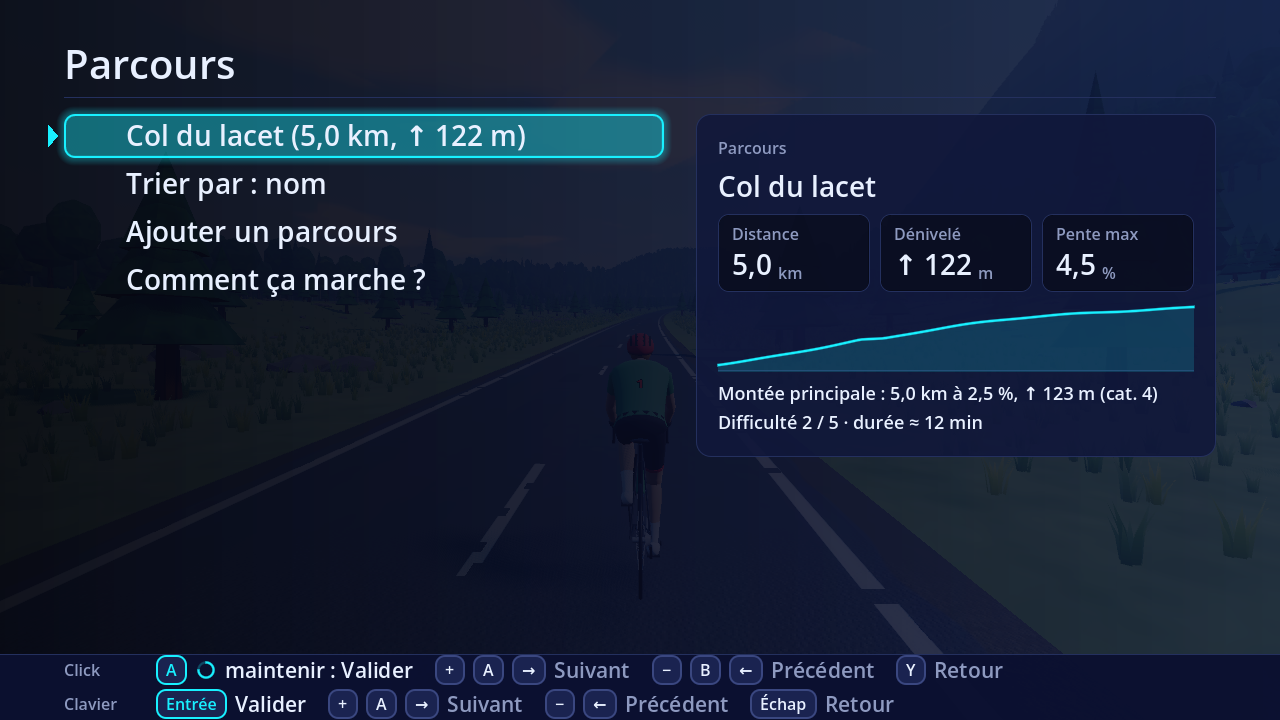 Parcours
Col du lacet (5,0 km, ↑ 122 m)
Trier par : nom
Ajouter un parcours
Comment ça marche ?
Parcours
Col du lacet
Distance
5,0 km
Dénivelé
↑ 122 m
Pente max
4,5 %
Montée principale : 5,0 km à 2,5 %, ↑ 123 m (cat. 4)
Difficulté 2 / 5 · durée ≈ 12 min
Click A maintenir : Valider + A → Suivant − B ← Précédent Y Retour
Clavier Entrée Valider + A → Suivant − ← Précédent Échap Retour